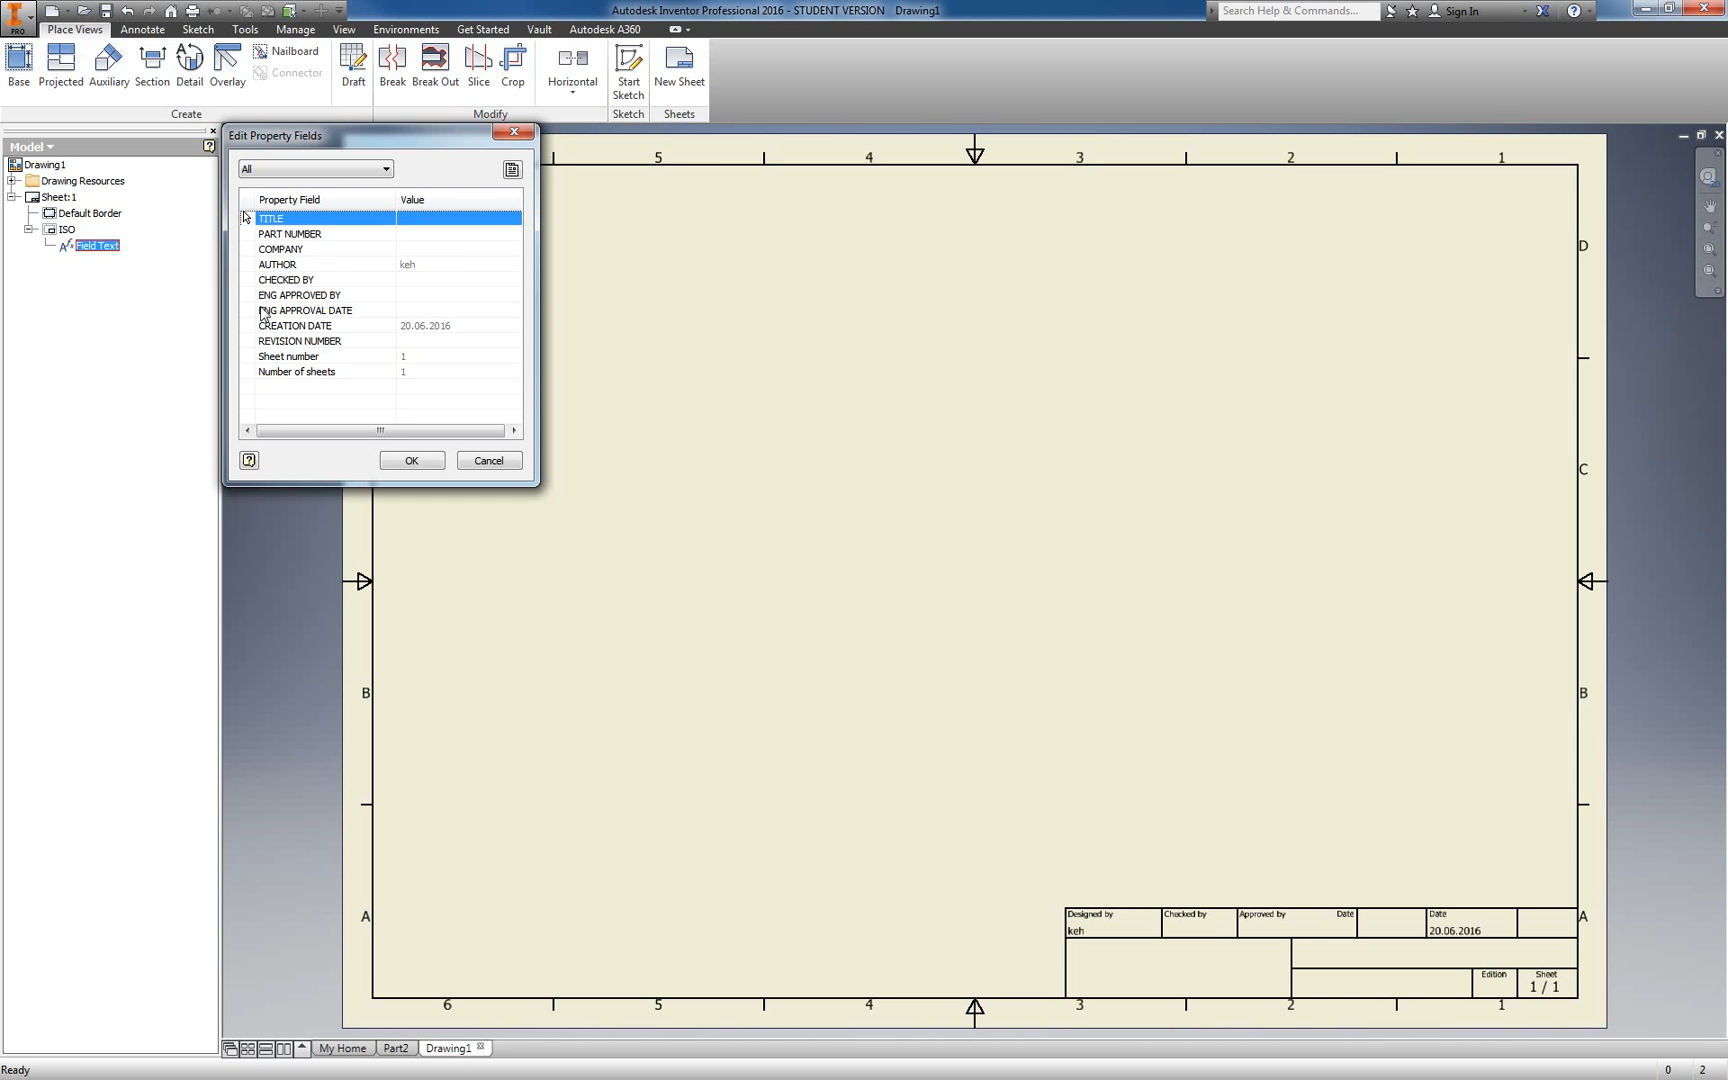 Autodesk Inventor Professional 2016 - STUDENT VERSION Drawing1
Search Help & Commands...
Sign In
PRO
Place Views Annotate Sketch Tools Manage View Environments Get Started Vault Autodesk A360
Base Projected Auxiliary Section Detail Overlay
Nailboard
Connector
Draft
Break Break Out Slice Crop
Horizontal
Start
Sketch
New Sheet
Create Modify Sketch Sheets
Model
Drawing1
Drawing Resources
Sheet:1
Default Border
ISO
Field Text
Edit Property Fields
All
Property Field Value
TITLE
PART NUMBER
COMPANY
AUTHOR keh
CHECKED BY
ENG APPROVED BY
ENG APPROVAL DATE
CREATION DATE 20.06.2016
REVISION NUMBER
Sheet number 1
Number of sheets 1
OK Cancel
5 4 3 2 1
D
C
B B
A A
Designed by Checked by Approved by Date Date
keh 20.06.2016
Edition Sheet
1 / 1
6 5 4 3 2 1
My Home Part2 Drawing1
Ready 0 2